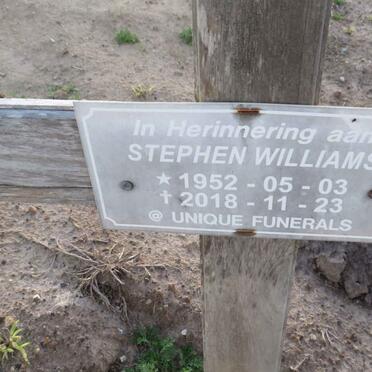 In Herinnering aan
STEPHEN WILLIAMS
★ 1952 - 05 - 03
✝ 2018 - 11 - 23
@ UNIQUE FUNERALS